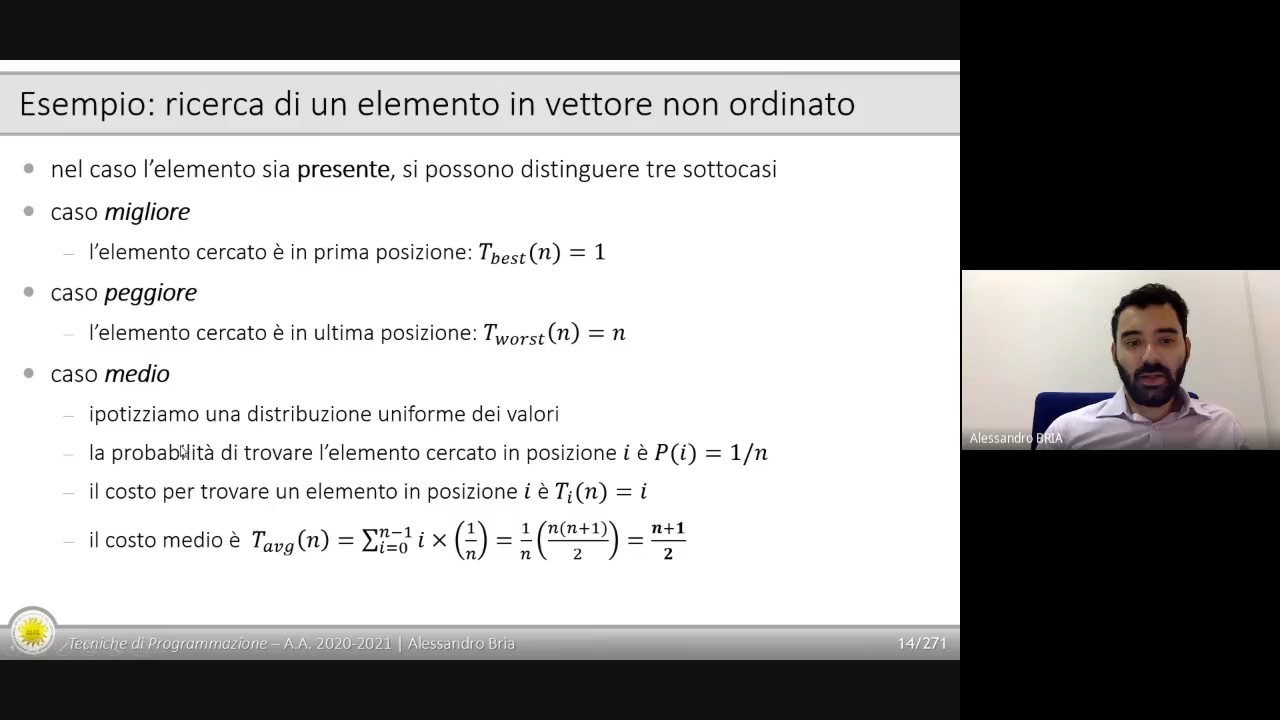 Esempio: ricerca di un elemento in vettore non ordinato
nel caso l'elemento sia presente, si possono distinguere tre sottocasi
caso migliore
– l'elemento cercato è in prima posizione: T_best(n) = 1
caso peggiore
– l'elemento cercato è in ultima posizione: T_worst(n) = n
caso medio
– ipotizziamo una distribuzione uniforme dei valori
– la probabilità di trovare l'elemento cercato in posizione i è P(i) = 1/n
– il costo per trovare un elemento in posizione i è T_i(n) = i
– il costo medio è T_avg(n) = ∑_{i=0}^{n−1} i × (1/n) = 1/n (n(n+1)/2) = n+1/2
Alessandro BRIA
Tecniche di Programmazione – A.A. 2020-2021 | Alessandro Bria
14/271